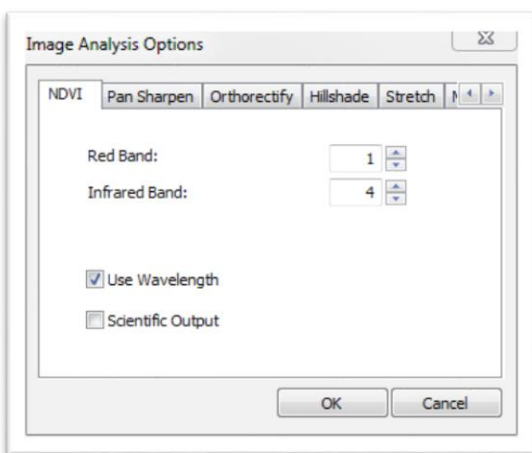 Image Analysis Options
NDVI Pan Sharpen Orthorectify Hillshade Stretch
Red Band: 1
Infrared Band: 4
Use Wavelength
Scientific Output
OK Cancel